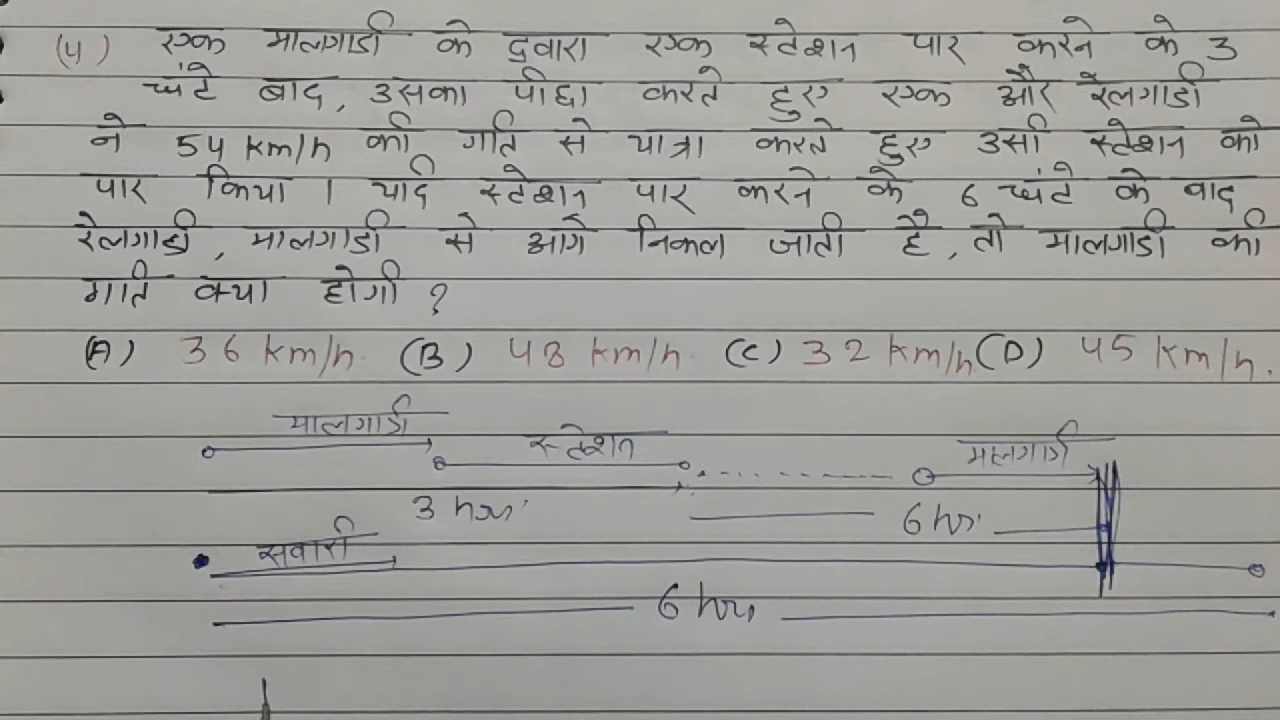 (4) एक मालगाडी के द्वारा एक स्टेशन पार करने के 3
घंटे बाद, उसका पीछा करते हुए एक और रेलगाडी
ने 54 km/h की गति से यात्रा करते हुए उसी स्टेशन को
पार किया । यदि स्टेशन पार करने के 6 घंटे के बाद
रेलगाडी, मालगाडी से आगे निकल जाती है, तो मालगाडी की
गति क्या होगी ?
(A) 36 km/h. (B) 48 km/h. (C) 32 km/h (D) 45 km/h.
मालगाडी
स्टेशन
मालगाडी
3 hrs
6 hrs
सवारी
6 hrs